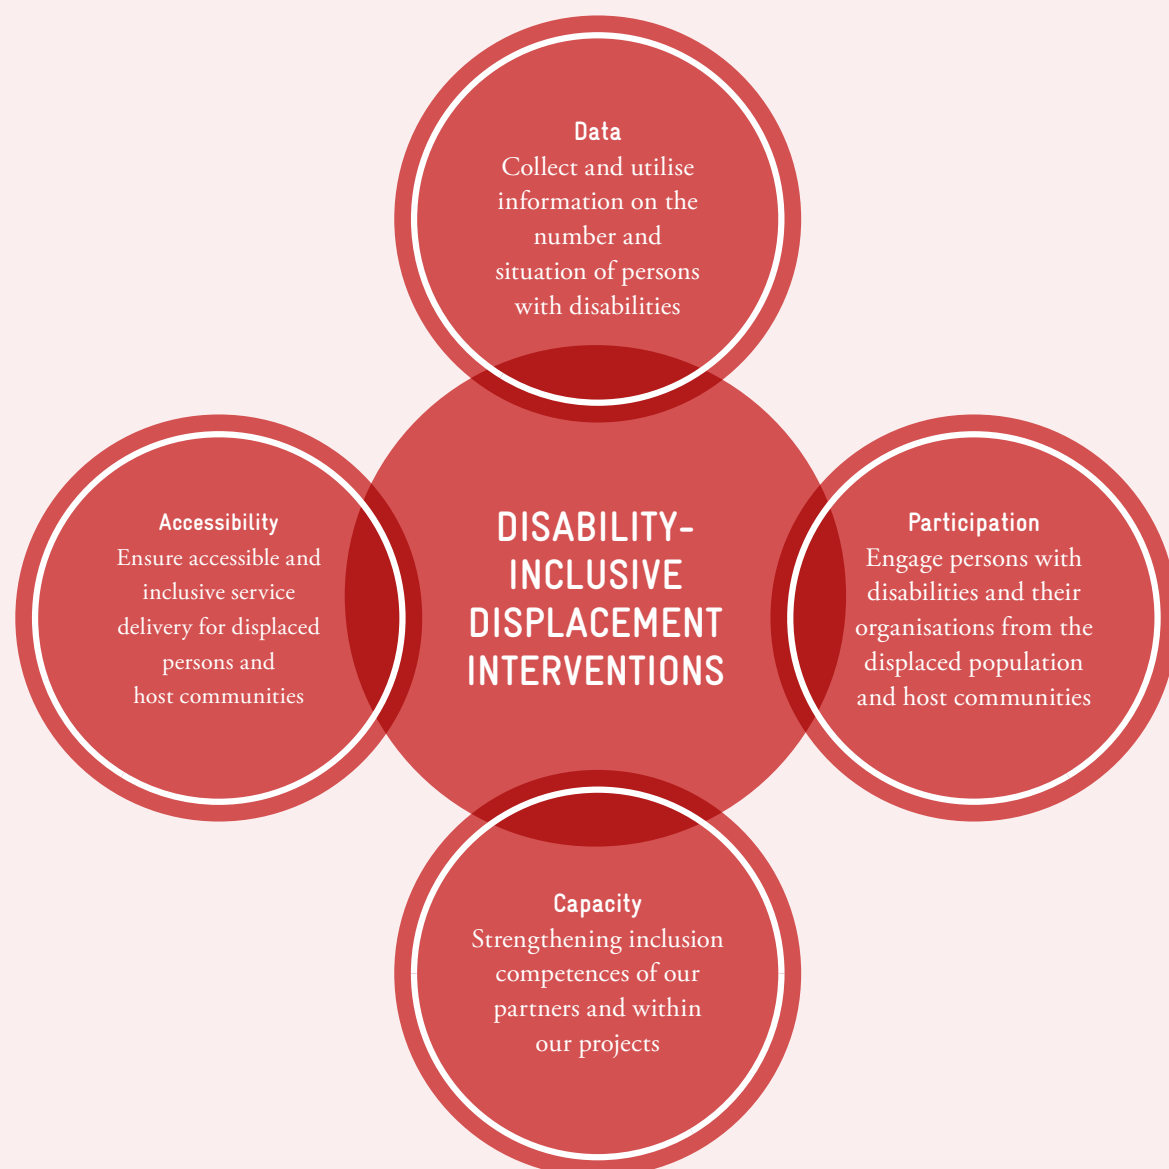 Data
Collect and utilise
information on the
number and
situation of persons
with disabilities
Accessibility
Ensure accessible and
inclusive service
delivery for displaced
persons and
host communities
DISABILITY-
INCLUSIVE
DISPLACEMENT
INTERVENTIONS
Participation
Engage persons with
disabilities and their
organisations from the
displaced population
and host communities
Capacity
Strengthening inclusion
competences of our
partners and within
our projects